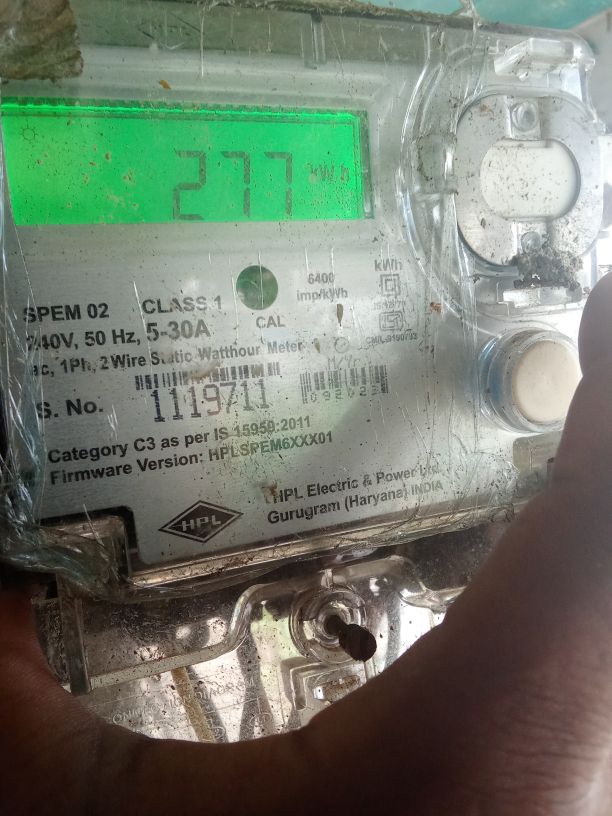 277 kWh
SPEM 02 CLASS 1
240V, 50 Hz, 5-30A
CAL
6400
imp/kWh
kWh
ac, 1Ph, 2Wire Static Watthour Meter
S. No. 1119711
Category C3 as per IS 15959:2011
Firmware Version: HPLSPEM6XXX01
HPL
HPL Electric & Power Ltd.
Gurugram (Haryana) INDIA